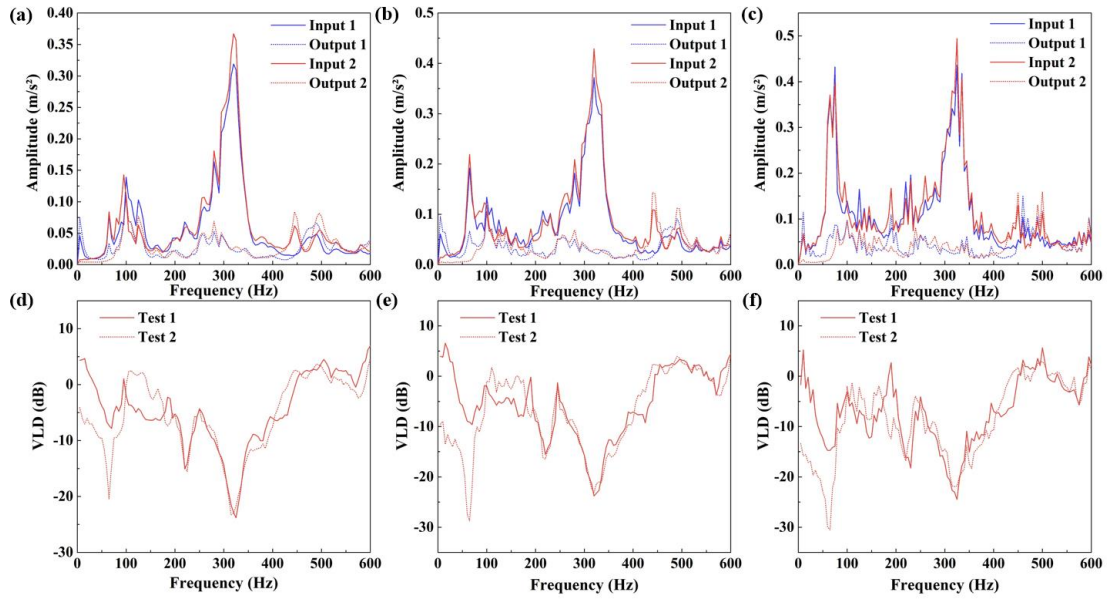 (a)
0.40
0.35
0.30
0.25
0.20
0.15
0.10
0.05
0.00
Amplitude (m/s²)
Input 1
Output 1
Input 2
Output 2
0 100 200 300 400 500 600
Frequency (Hz)
(b)
0.5
0.4
0.3
0.2
0.1
0.0
Amplitude (m/s²)
Input 1
Output 1
Input 2
Output 2
0 100 200 300 400 500 600
Frequency (Hz)
(c)
0.5
0.4
0.3
0.2
0.1
0.0
Amplitude (m/s²)
Input 1
Output 1
Input 2
Output 2
0 100 200 300 400 500 600
Frequency (Hz)
(d)
10
0
-10
-20
-30
VLD (dB)
Test 1
Test 2
0 100 200 300 400 500 600
Frequency (Hz)
(e)
10
0
-10
-20
-30
VLD (dB)
Test 1
Test 2
0 100 200 300 400 500 600
Frequency (Hz)
(f)
10
0
-10
-20
-30
VLD (dB)
Test 1
Test 2
0 100 200 300 400 500 600
Frequency (Hz)